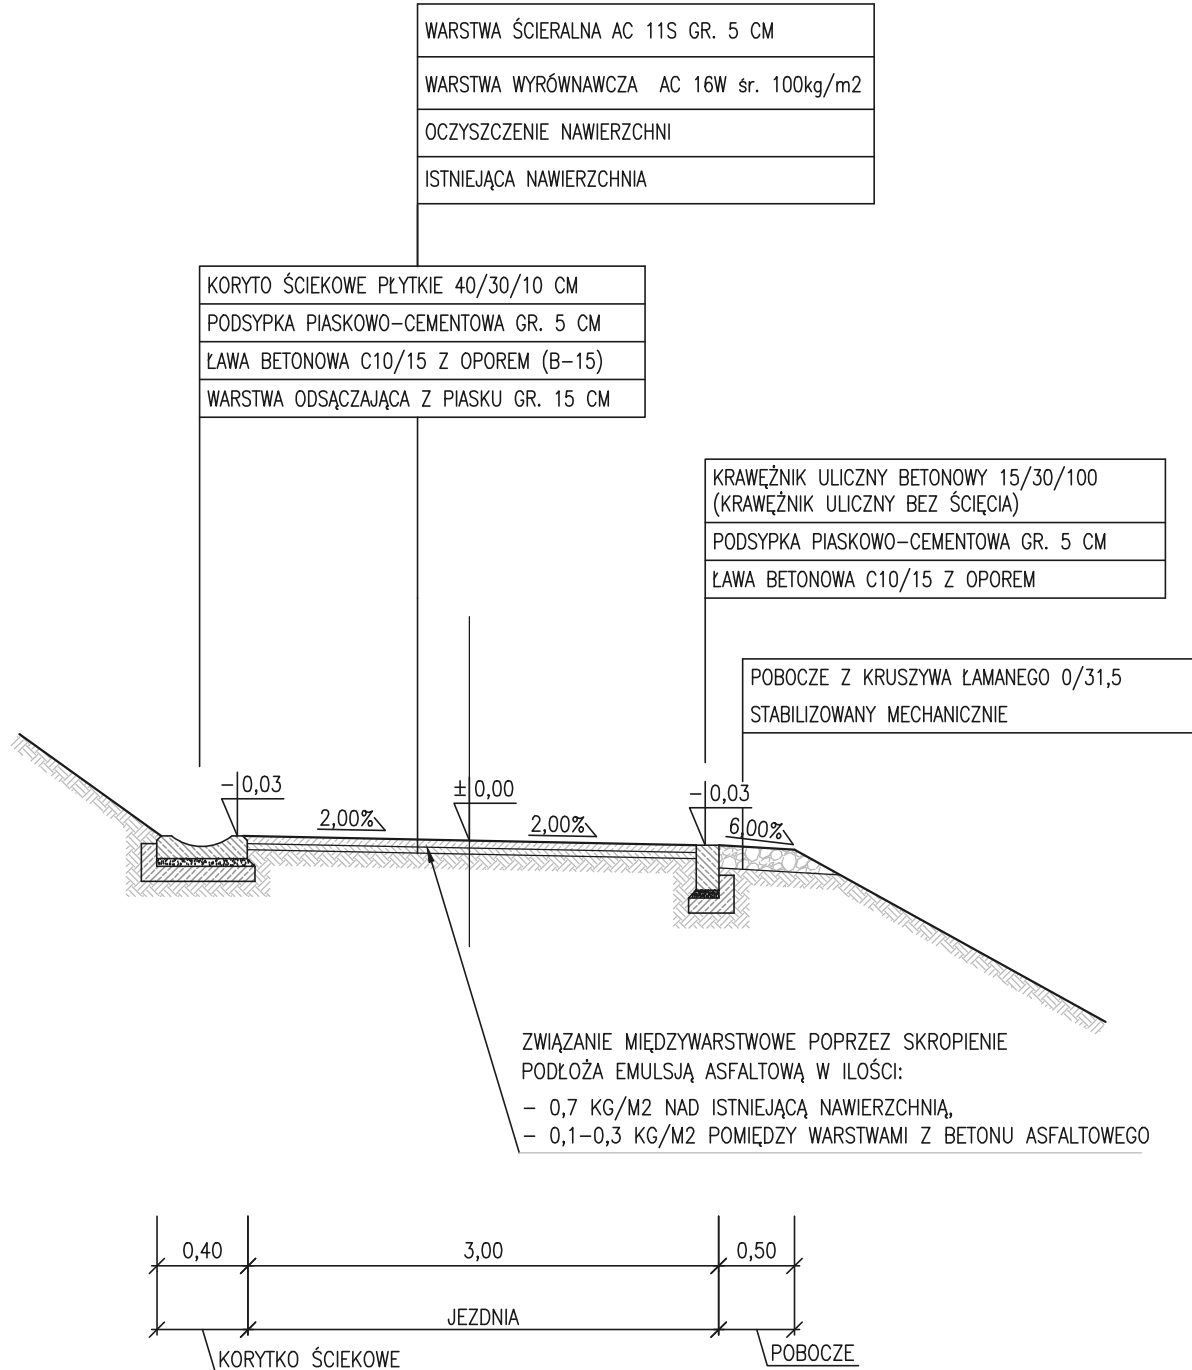 WARSTWA ŚCIERALNA AC 11S GR. 5 CM
WARSTWA WYRÓWNAWCZA AC 16W śr. 100kg/m2
OCZYSZCZENIE NAWIERZCHNI
ISTNIEJĄCA NAWIERZCHNIA
KORYTO ŚCIEKOWE PŁYTKIE 40/30/10 CM
PODSYPKA PIASKOWO-CEMENTOWA GR. 5 CM
ŁAWA BETONOWA C10/15 Z OPOREM (B-15)
WARSTWA ODSĄCZAJĄCA Z PIASKU GR. 15 CM
KRAWĘŻNIK ULICZNY BETONOWY 15/30/100
(KRAWĘŻNIK ULICZNY BEZ ŚCIĘCIA)
PODSYPKA PIASKOWO-CEMENTOWA GR. 5 CM
ŁAWA BETONOWA C10/15 Z OPOREM
POBOCZE Z KRUSZYWA ŁAMANEGO 0/31,5
STABILIZOWANY MECHANICZNIE
-0,03
±0,00
-0,03
2,00%
2,00%
6,00%
ZWIĄZANIE MIĘDZYWARSTWOWE POPRZEZ SKROPIENIE
PODŁOŻA EMULSJĄ ASFALTOWĄ W ILOŚCI:
- 0,7 KG/M2 NAD ISTNIEJĄCĄ NAWIERZCHNIĄ,
- 0,1-0,3 KG/M2 POMIĘDZY WARSTWAMI Z BETONU ASFALTOWEGO
0,40
3,00
0,50
JEZDNIA
KORYTKO ŚCIEKOWE
POBOCZE